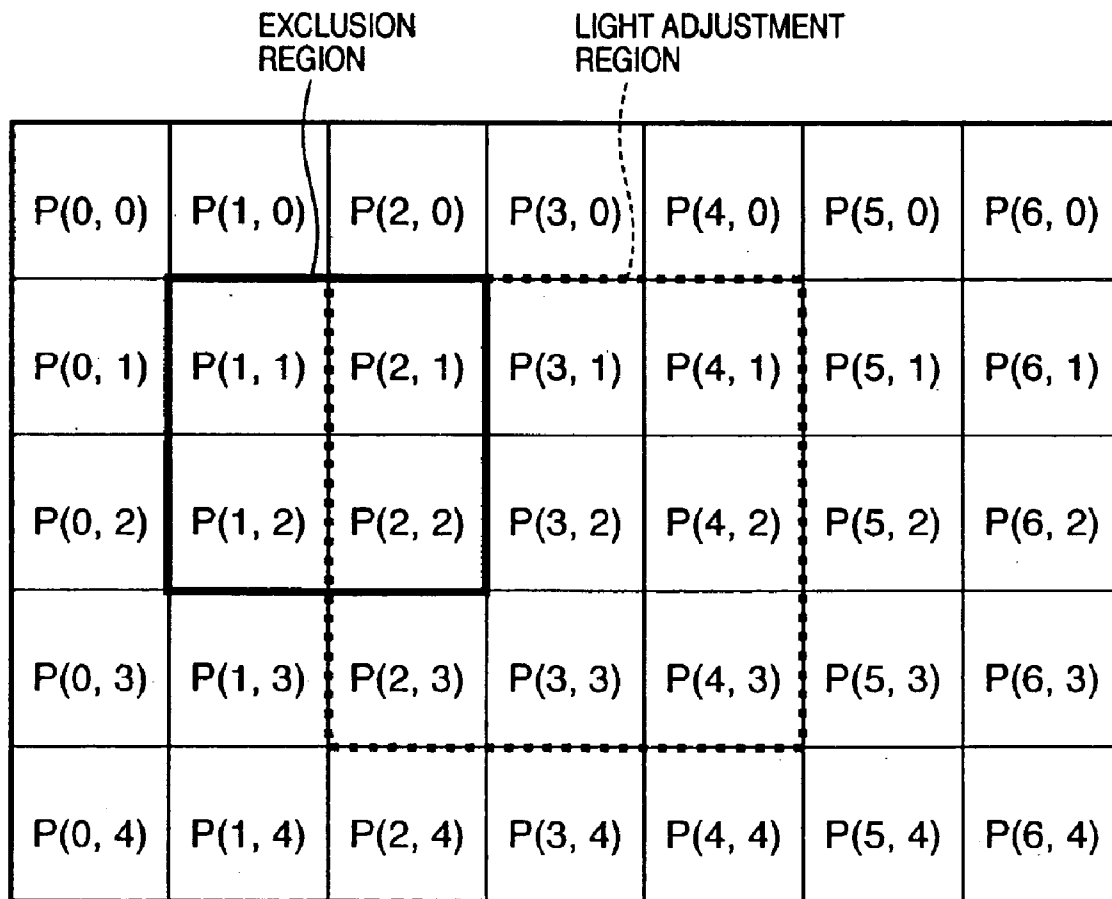 EXCLUSION
REGION
LIGHT ADJUSTMENT
REGION
P(0, 0) P(1, 0) P(2, 0) P(3, 0) P(4, 0) P(5, 0) P(6, 0)
P(0, 1) P(1, 1) P(2, 1) P(3, 1) P(4, 1) P(5, 1) P(6, 1)
P(0, 2) P(1, 2) P(2, 2) P(3, 2) P(4, 2) P(5, 2) P(6, 2)
P(0, 3) P(1, 3) P(2, 3) P(3, 3) P(4, 3) P(5, 3) P(6, 3)
P(0, 4) P(1, 4) P(2, 4) P(3, 4) P(4, 4) P(5, 4) P(6, 4)